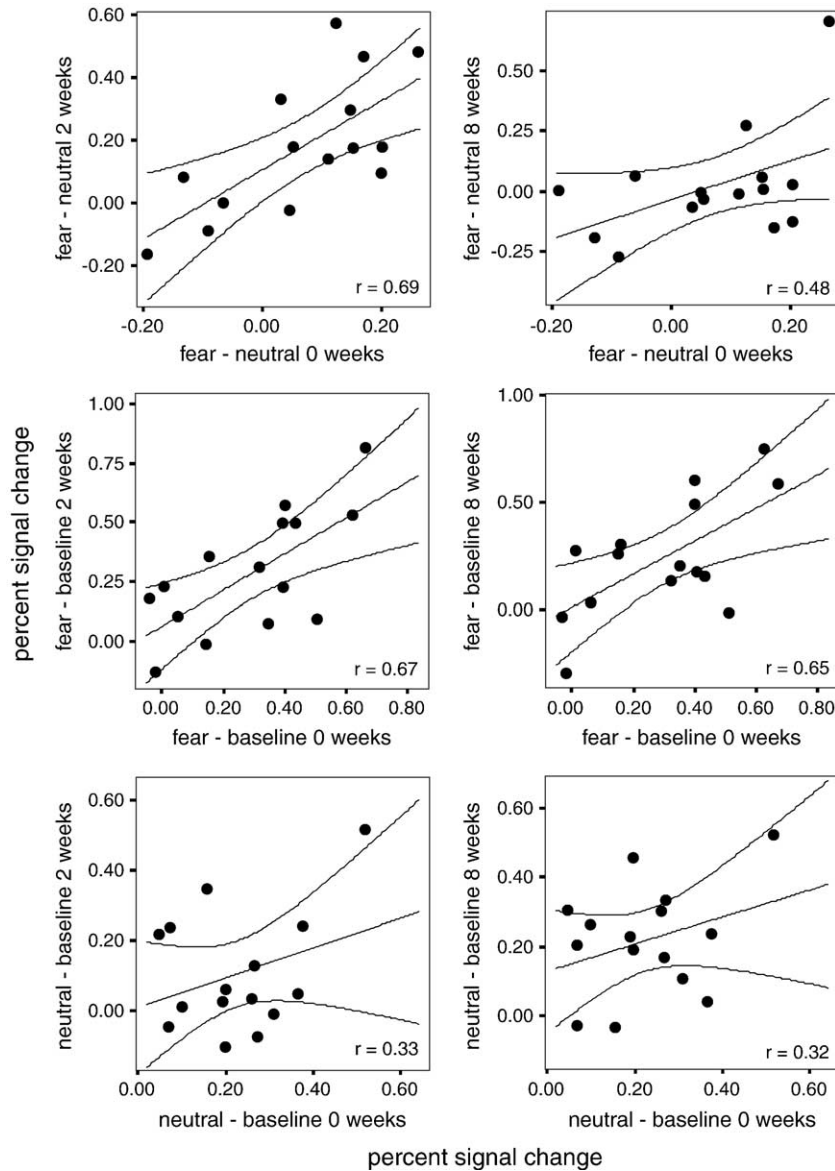 0.60
0.40
0.20
0.00
-0.20
-0.20 0.00 0.20
fear - neutral 2 weeks
fear - neutral 0 weeks
r = 0.69
0.50
0.25
0.00
-0.25
-0.20 0.00 0.20
fear - neutral 8 weeks
fear - neutral 0 weeks
r = 0.48
percent signal change
1.00
0.75
0.50
0.25
0.00
0.00 0.20 0.40 0.60 0.80
fear - baseline 2 weeks
fear - baseline 0 weeks
r = 0.67
1.00
0.50
0.00
0.00 0.20 0.40 0.60 0.80
fear - baseline 8 weeks
fear - baseline 0 weeks
r = 0.65
0.60
0.40
0.20
0.00
0.00 0.20 0.40 0.60
neutral - baseline 2 weeks
neutral - baseline 0 weeks
r = 0.33
0.60
0.40
0.20
0.00
0.00 0.20 0.40 0.60
neutral - baseline 8 weeks
neutral - baseline 0 weeks
r = 0.32
percent signal change